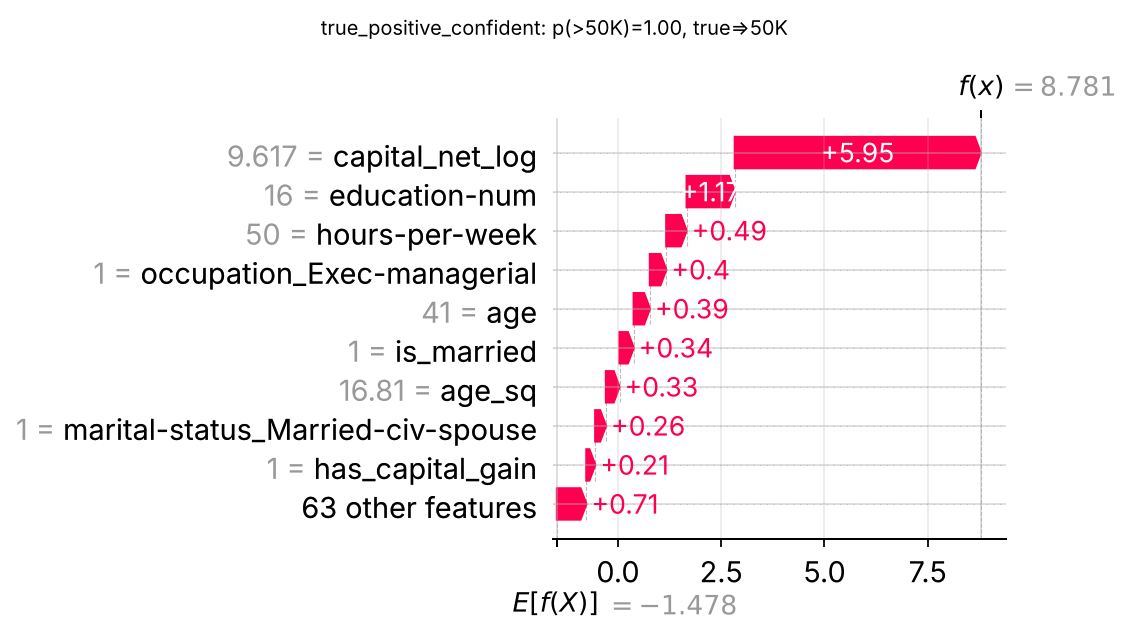 true_positive_confident: p(>50K)=1.00, true=>50K
f(x) = 8.781
9.617 = capital_net_log +5.95
16 = education-num +1.17
50 = hours-per-week +0.49
1 = occupation_Exec-managerial +0.4
41 = age +0.39
1 = is_married +0.34
16.81 = age_sq +0.33
1 = marital-status_Married-civ-spouse +0.26
1 = has_capital_gain +0.21
63 other features +0.71
0.0 2.5 5.0 7.5
E[f(X)] = −1.478